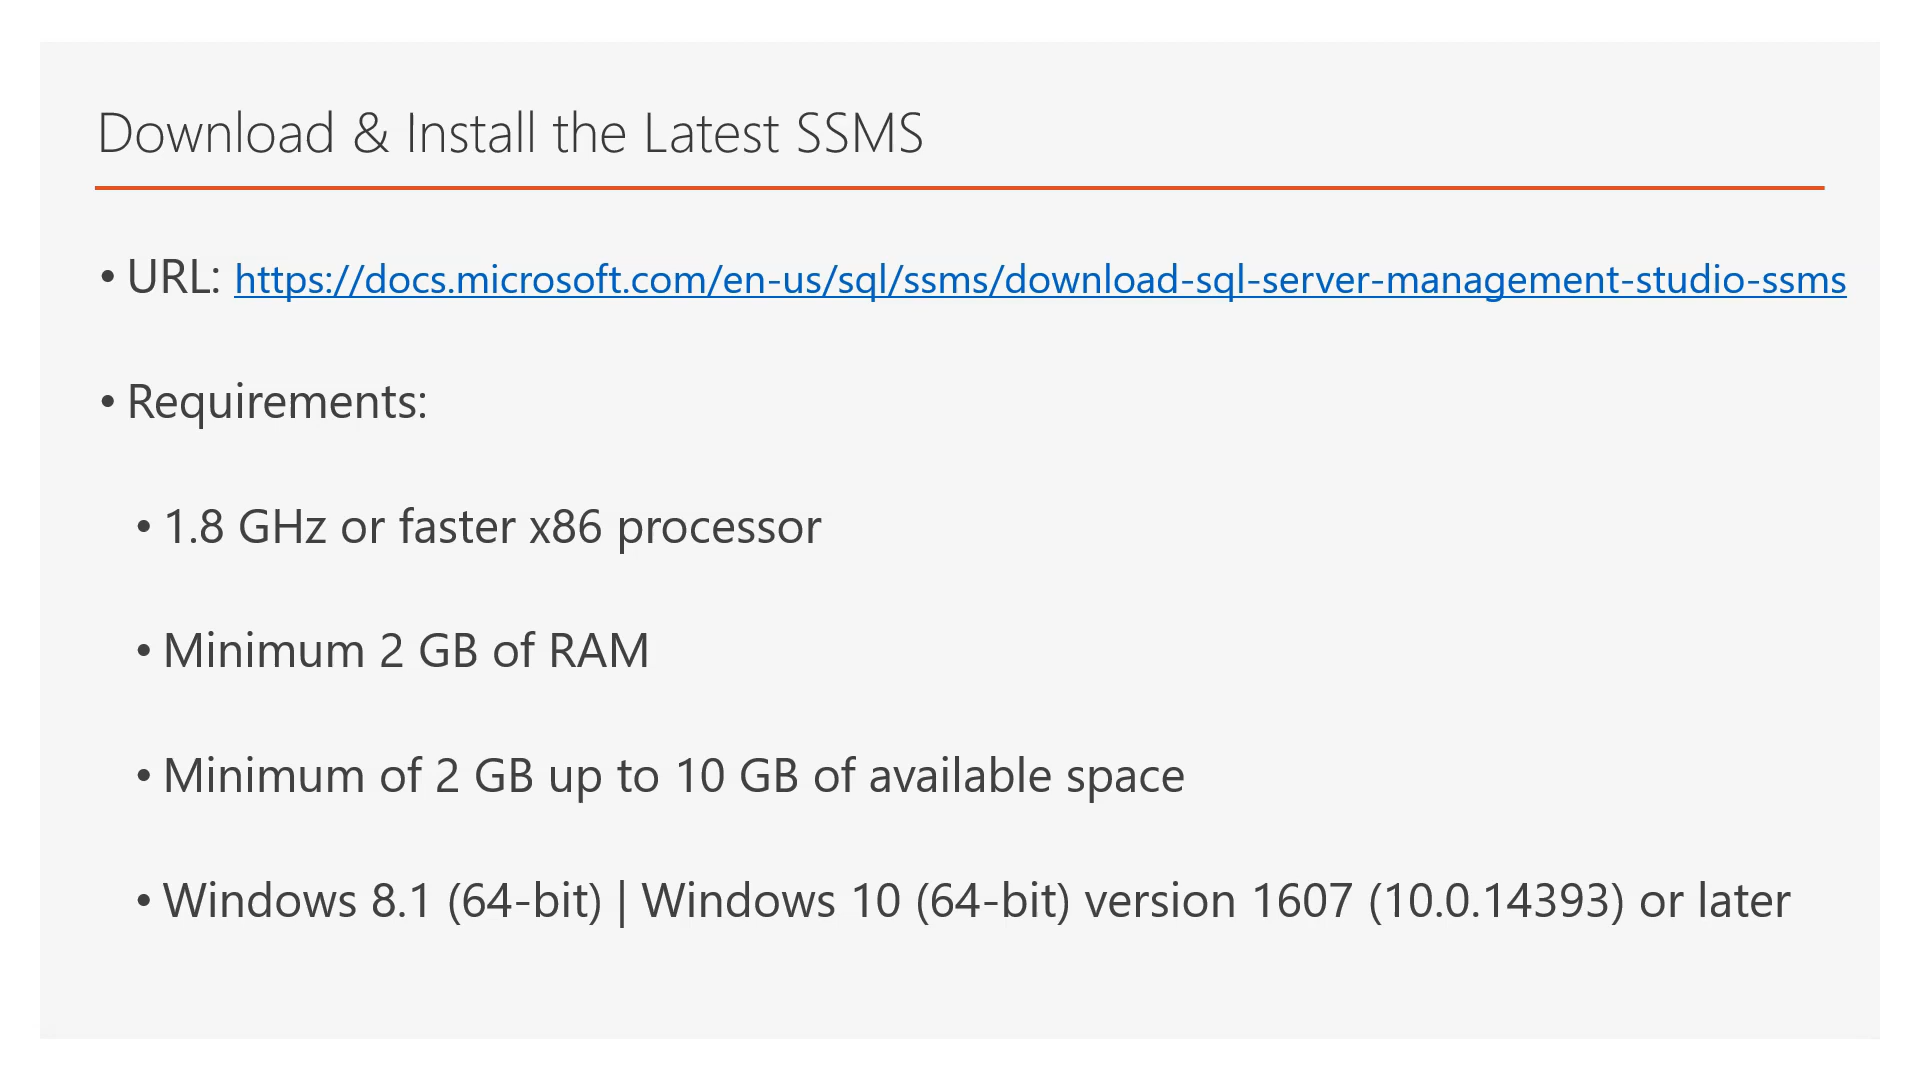 Download & Install the Latest SSMS
• URL: https://docs.microsoft.com/en-us/sql/ssms/download-sql-server-management-studio-ssms
• Requirements:
• 1.8 GHz or faster x86 processor
• Minimum 2 GB of RAM
• Minimum of 2 GB up to 10 GB of available space
• Windows 8.1 (64-bit) | Windows 10 (64-bit) version 1607 (10.0.14393) or later